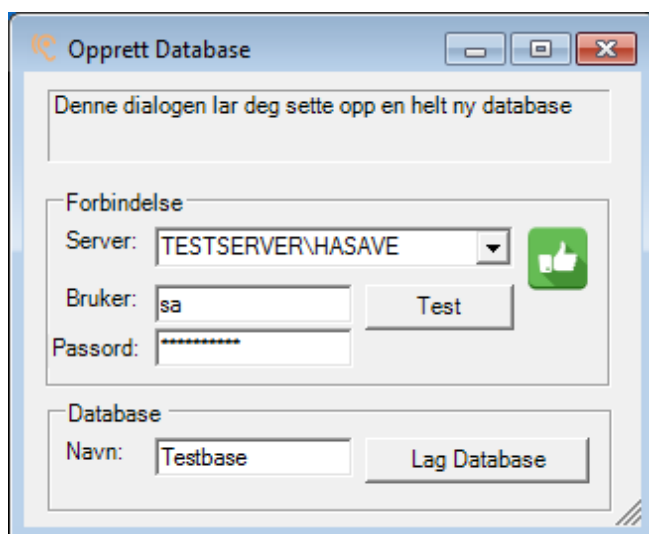 Opprett Database
Denne dialogen lar deg sette opp en helt ny database
Forbindelse
Server: TESTSERVER\HASAVE
Bruker: sa Test
Passord: **********
Database
Navn: Testbase Lag Database